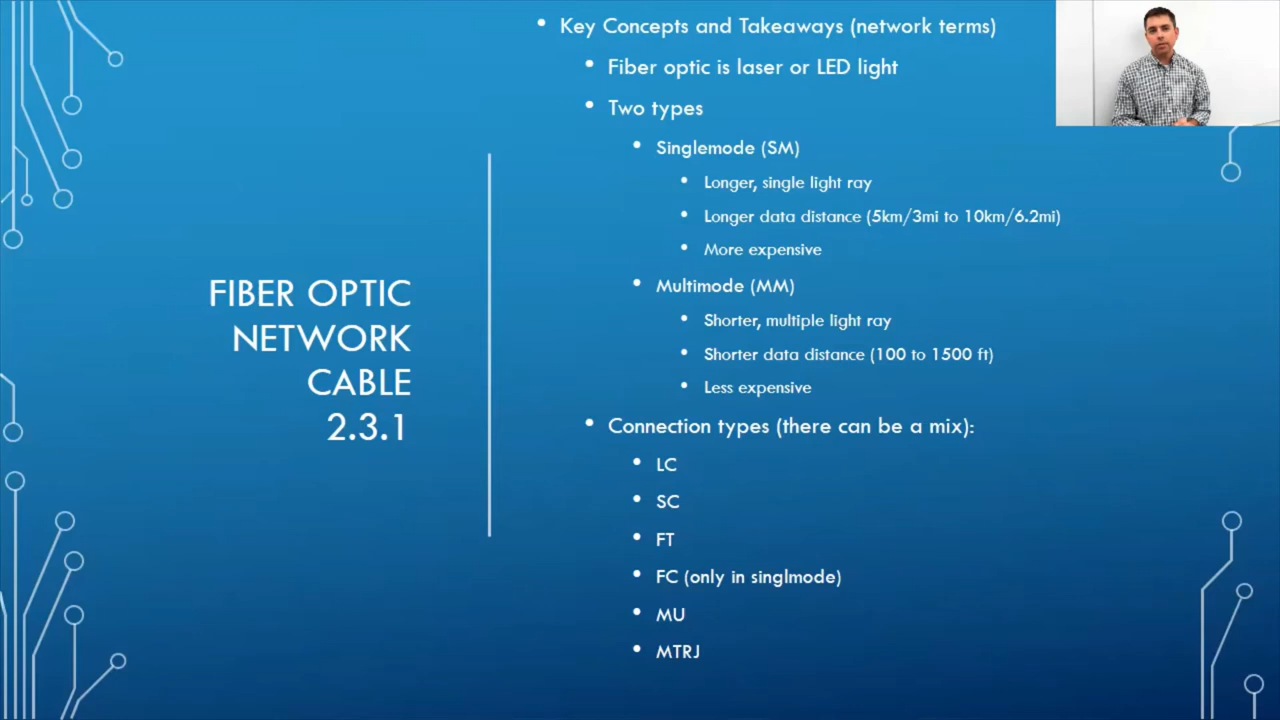 FIBER OPTIC
NETWORK
CABLE
2.3.1
• Key Concepts and Takeaways (network terms)
• Fiber optic is laser or LED light
• Two types
• Singlemode (SM)
• Longer, single light ray
• Longer data distance (5km/3mi to 10km/6.2mi)
• More expensive
• Multimode (MM)
• Shorter, multiple light ray
• Shorter data distance (100 to 1500 ft)
• Less expensive
• Connection types (there can be a mix):
• LC
• SC
• FT
• FC (only in singlmode)
• MU
• MTRJ